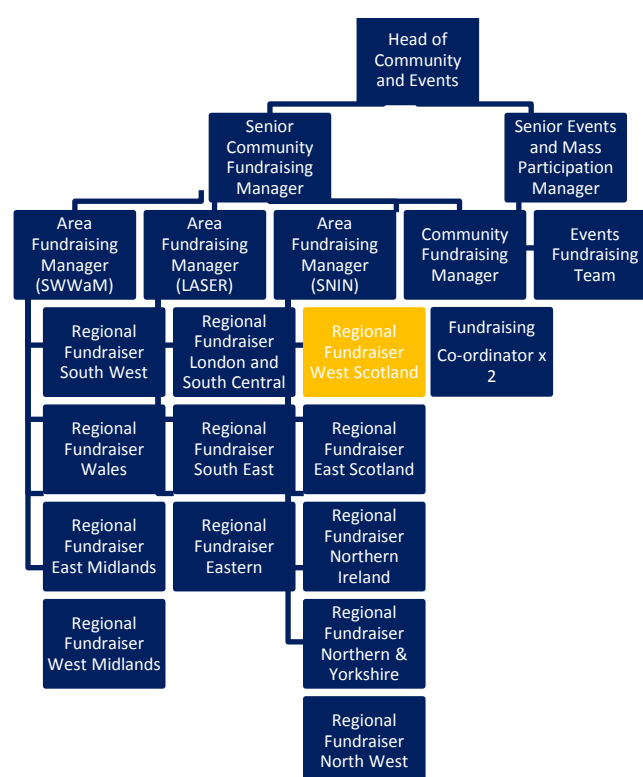 Head of
Community
and Events
Senior
Community
Fundraising
Manager
Senior Events
and Mass
Participation
Manager
Area
Fundraising
Manager
(SWWaM)
Area
Fundraising
Manager
(LASER)
Area
Fundraising
Manager
(SNIN)
Community
Fundraising
Manager
Events
Fundraising
Team
Regional
Fundraiser
South West
Regional
Fundraiser
London and
South Central
Regional
Fundraiser
West Scotland
Fundraising
Co-ordinator x
2
Regional
Fundraiser
Wales
Regional
Fundraiser
South East
Regional
Fundraiser
East Scotland
Regional
Fundraiser
East Midlands
Regional
Fundraiser
Eastern
Regional
Fundraiser
Northern
Ireland
Regional
Fundraiser
West Midlands
Regional
Fundraiser
Northern &
Yorkshire
Regional
Fundraiser
North West